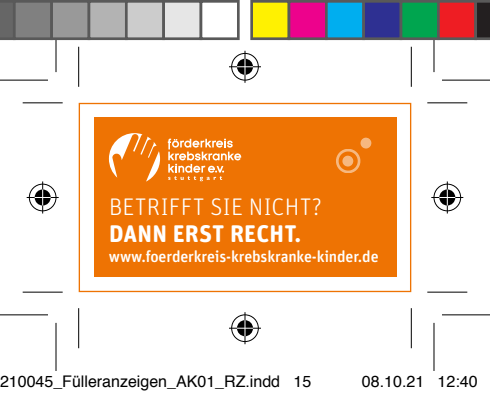 förderkreis
krebskranke
kinder e.v.
stuttgart
BETRIFFT SIE NICHT?
DANN ERST RECHT.
www.foerderkreis-krebskranke-kinder.de
210045_Fülleranzeigen_AK01_RZ.indd 15 08.10.21 12:40